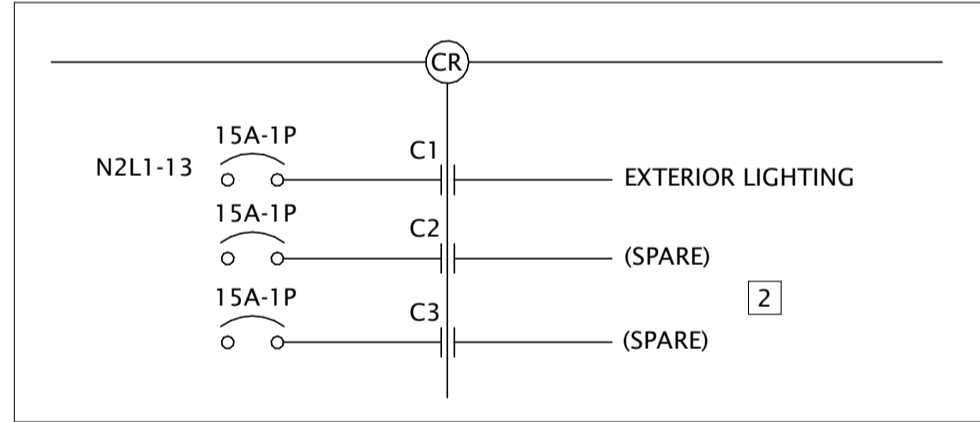 CR
15A-1P
N2L1-13
C1
EXTERIOR LIGHTING
15A-1P
C2
(SPARE)
15A-1P
C3
(SPARE)
2